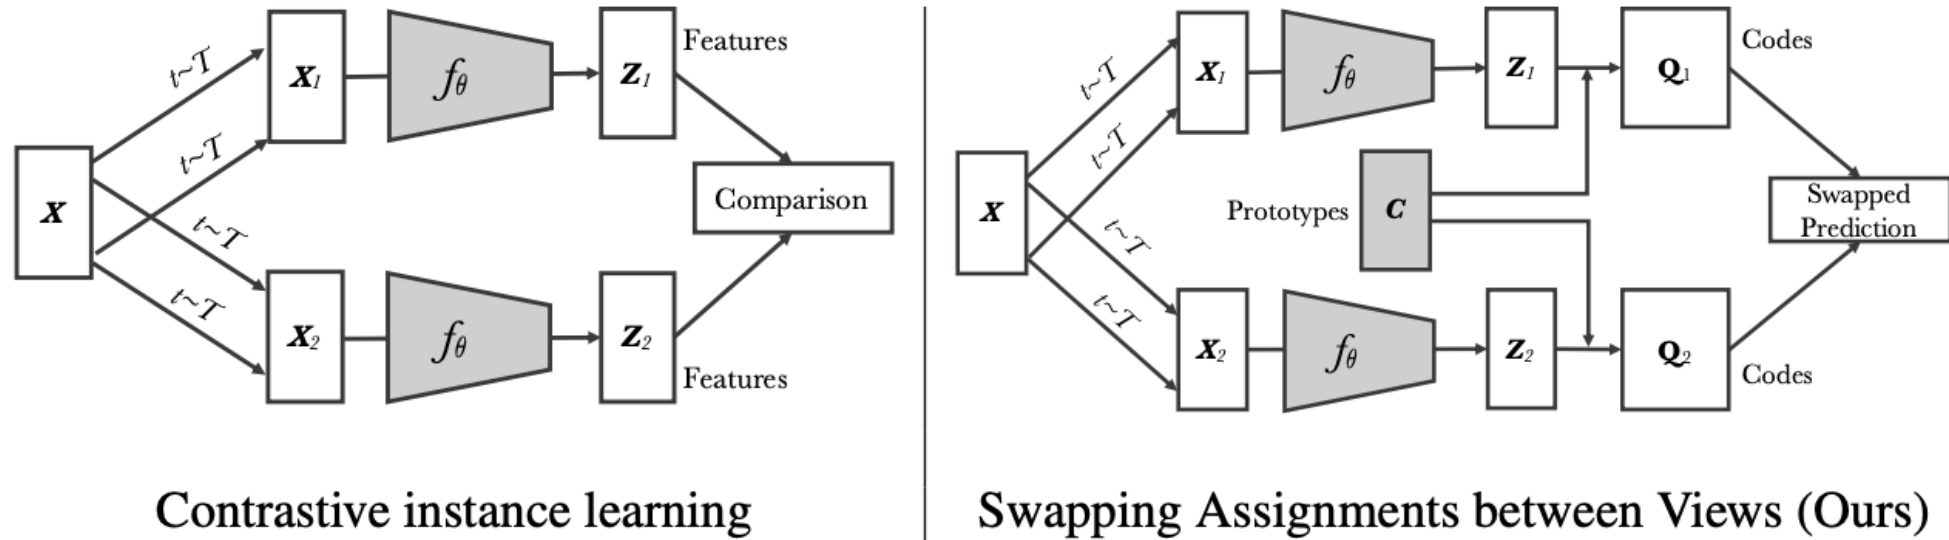 t~T
X1
fθ
Z1
Features
t~T
X
t~T
Comparison
t~T
X2
fθ
Z2
Features
Contrastive instance learning
t~T
X1
fθ
Z1
Q1
Codes
t~T
X
Prototypes
C
Swapped
Prediction
t~T
t~T
X2
fθ
Z2
Q2
Codes
Swapping Assignments between Views (Ours)